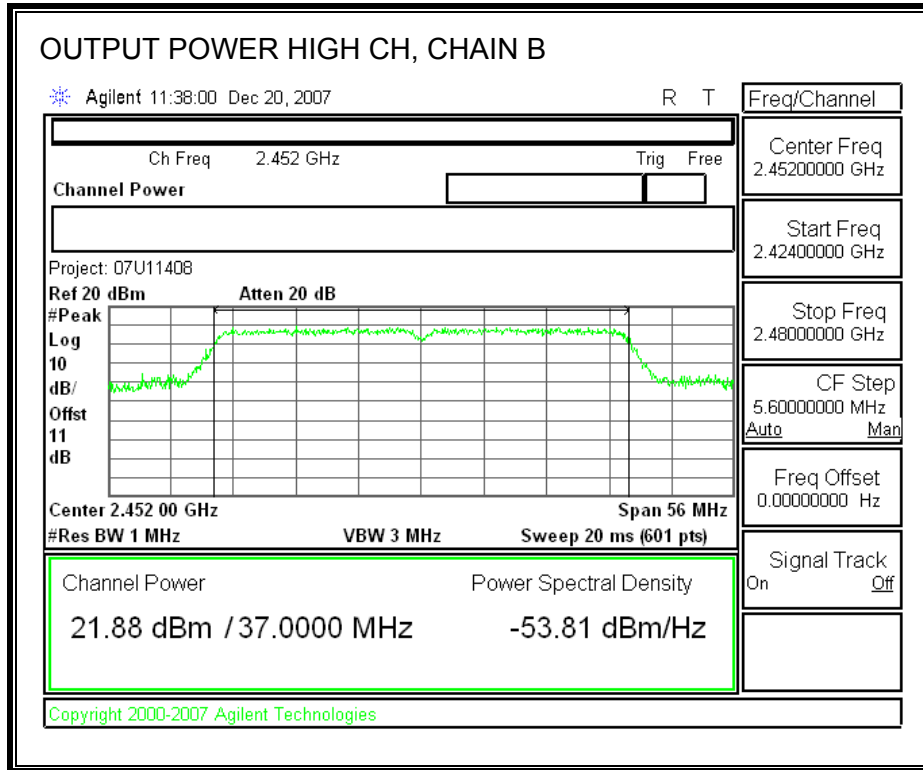 OUTPUT POWER HIGH CH, CHAIN B
Agilent 11:38:00 Dec 20, 2007 R T
Ch Freq 2.452 GHz Trig Free
Channel Power
Project: 07U11408
Ref 20 dBm Atten 20 dB
#Peak
Log
10
dB/
Offst
11
dB
Center 2.452 00 GHz Span 56 MHz
#Res BW 1 MHz VBW 3 MHz Sweep 20 ms (601 pts)
Channel Power Power Spectral Density
21.88 dBm / 37.0000 MHz -53.81 dBm/Hz
Copyright 2000-2007 Agilent Technologies
Freq/Channel
Center Freq
2.45200000 GHz
Start Freq
2.42400000 GHz
Stop Freq
2.48000000 GHz
CF Step
5.60000000 MHz
Auto Man
Freq Offset
0.00000000 Hz
Signal Track
On Off